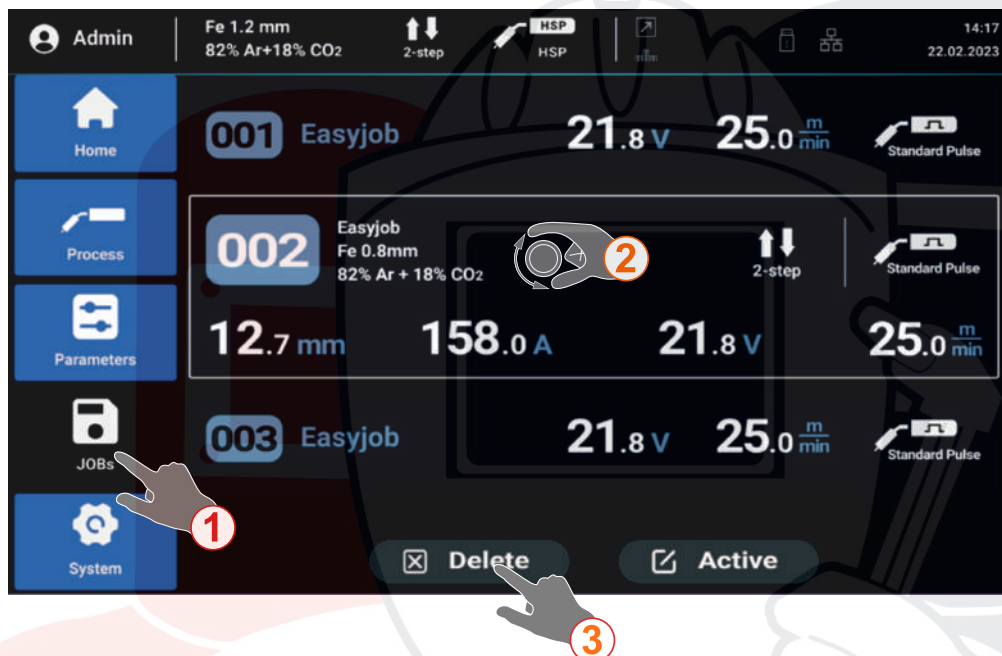 Admin
Fe 1.2 mm
82% Ar+18% CO2
2-step
HSP
HSP
14:17
22.02.2023
Home
001 Easyjob 21.8 V 25.0 m/min
Standard Pulse
Process
002
Easyjob
Fe 0.8mm
82% Ar + 18% CO2
2
2-step
Standard Pulse
Parameters
12.7 mm 158.0 A 21.8 V 25.0 m/min
JOBs
003 Easyjob 21.8 V 25.0 m/min
Standard Pulse
1
System
Delete
Active
3